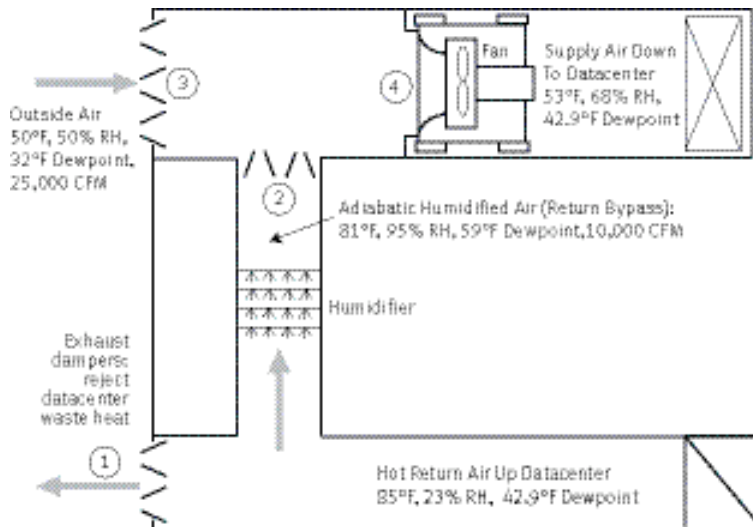 3
4
Fan
Supply Air Down
To Datacenter
53°F, 68% RH,
42.9°F Dewpoint
Outside Air
50°F, 50% RH,
32°F Dewpoint,
25,000 CFM
2
Adiabatic Humidified Air (Return Bypass):
81°F, 95% RH, 59°F Dewpoint,10,000 CFM
Humidifier
Exhaust
dampers:
reject
datacenter
waste heat
1
Hot Return Air Up Datacenter
85°F, 23% RH, 42.9°F Dewpoint